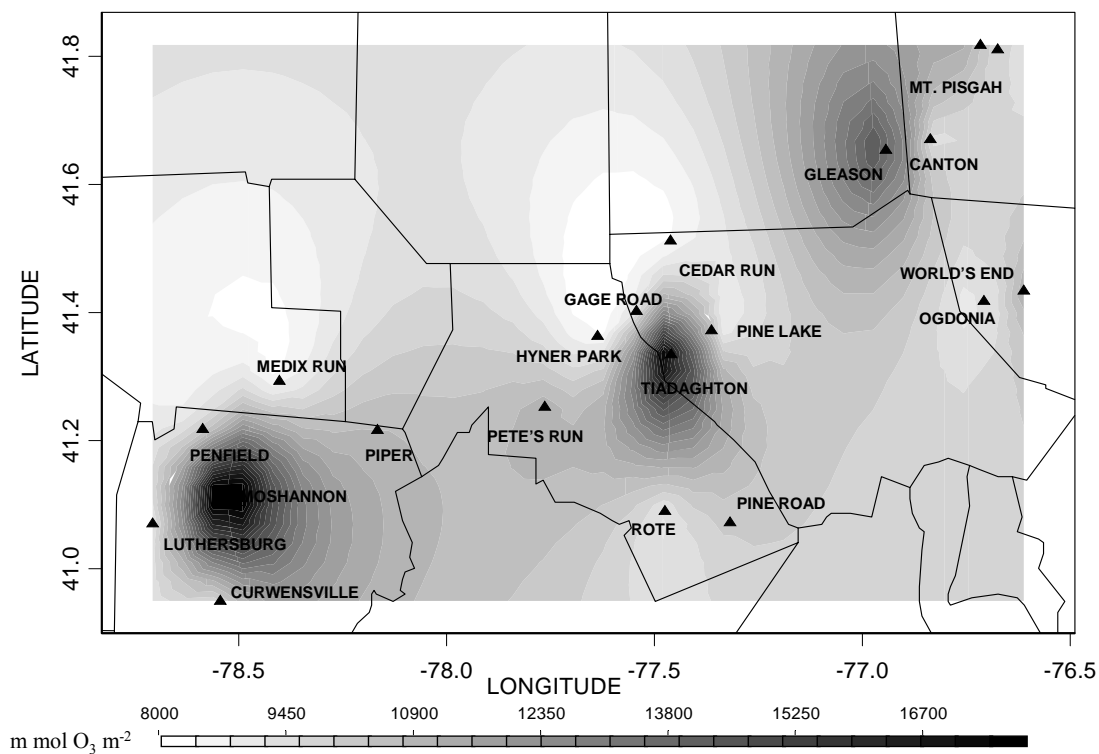 41.8
41.6
41.4
41.2
41.0
LATITUDE
MT. PISGAH
GLEASON
CANTON
CEDAR RUN
WORLD'S END
GAGE ROAD
OGDONIA
PINE LAKE
HYNER PARK
MEDIX RUN
TIADAGHTON
PETE'S RUN
PENFIELD
PIPER
MOSHANNON
PINE ROAD
ROTE
LUTHERSBURG
CURWENSVILLE
-78.5 -78.0 -77.5 -77.0 -76.5
LONGITUDE
8000 9450 10900 12350 13800 15250 16700
m mol O3 m-2